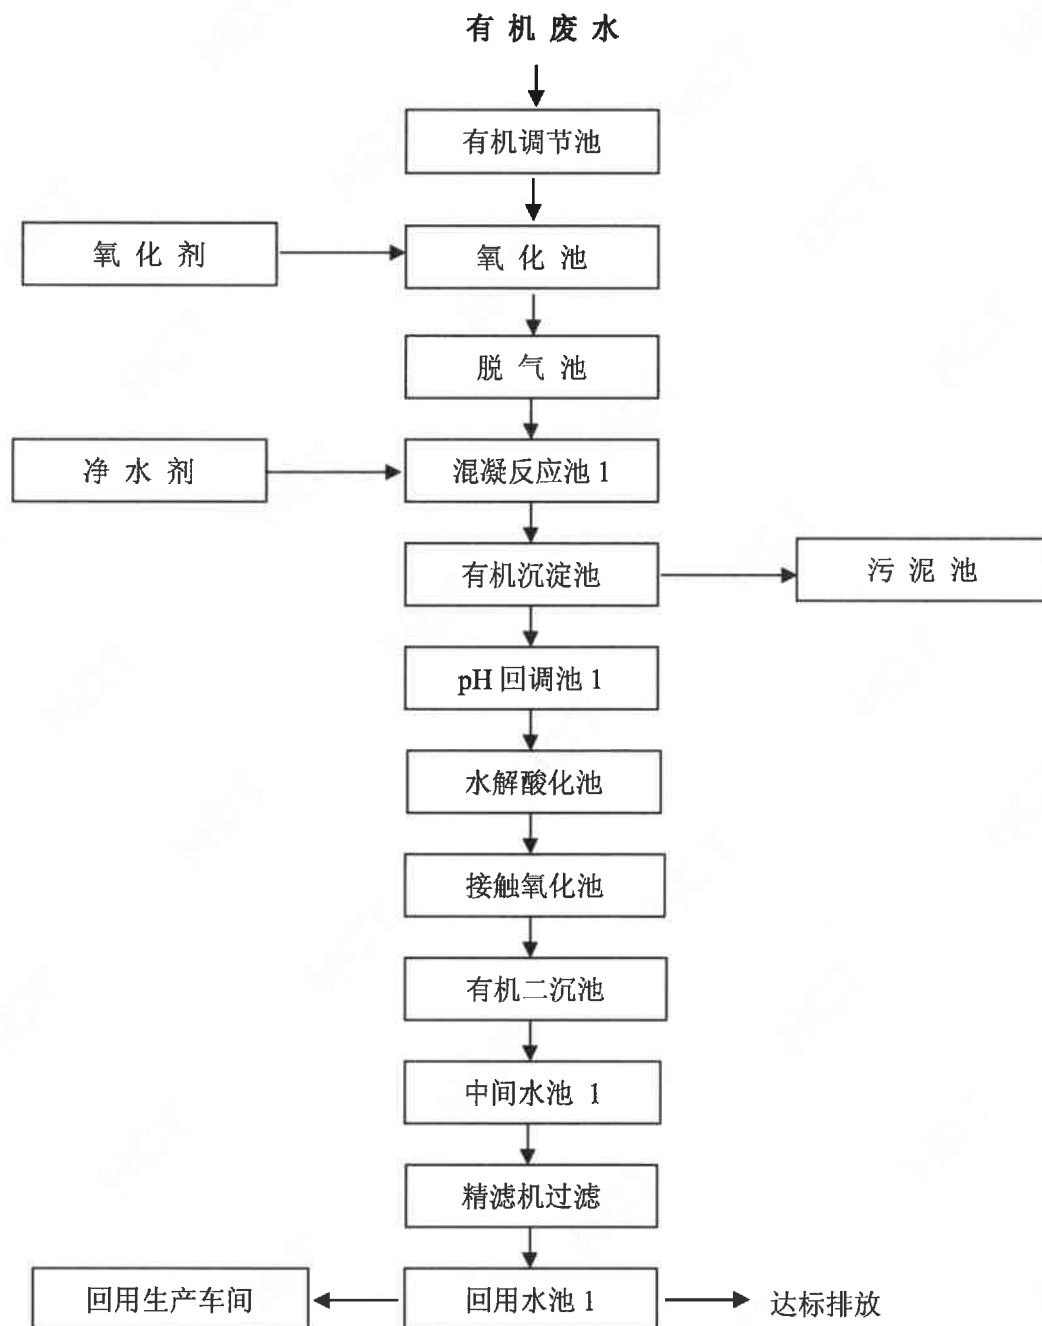 有 机 废 水
有机调节池
氧 化 剂
氧 化 池
脱 气 池
净 水 剂
混凝反应池 1
有机沉淀池
污 泥 池
pH 回调池 1
水解酸化池
接触氧化池
有机二沉池
中间水池 1
精滤机过滤
回用生产车间
回用水池 1
达标排放